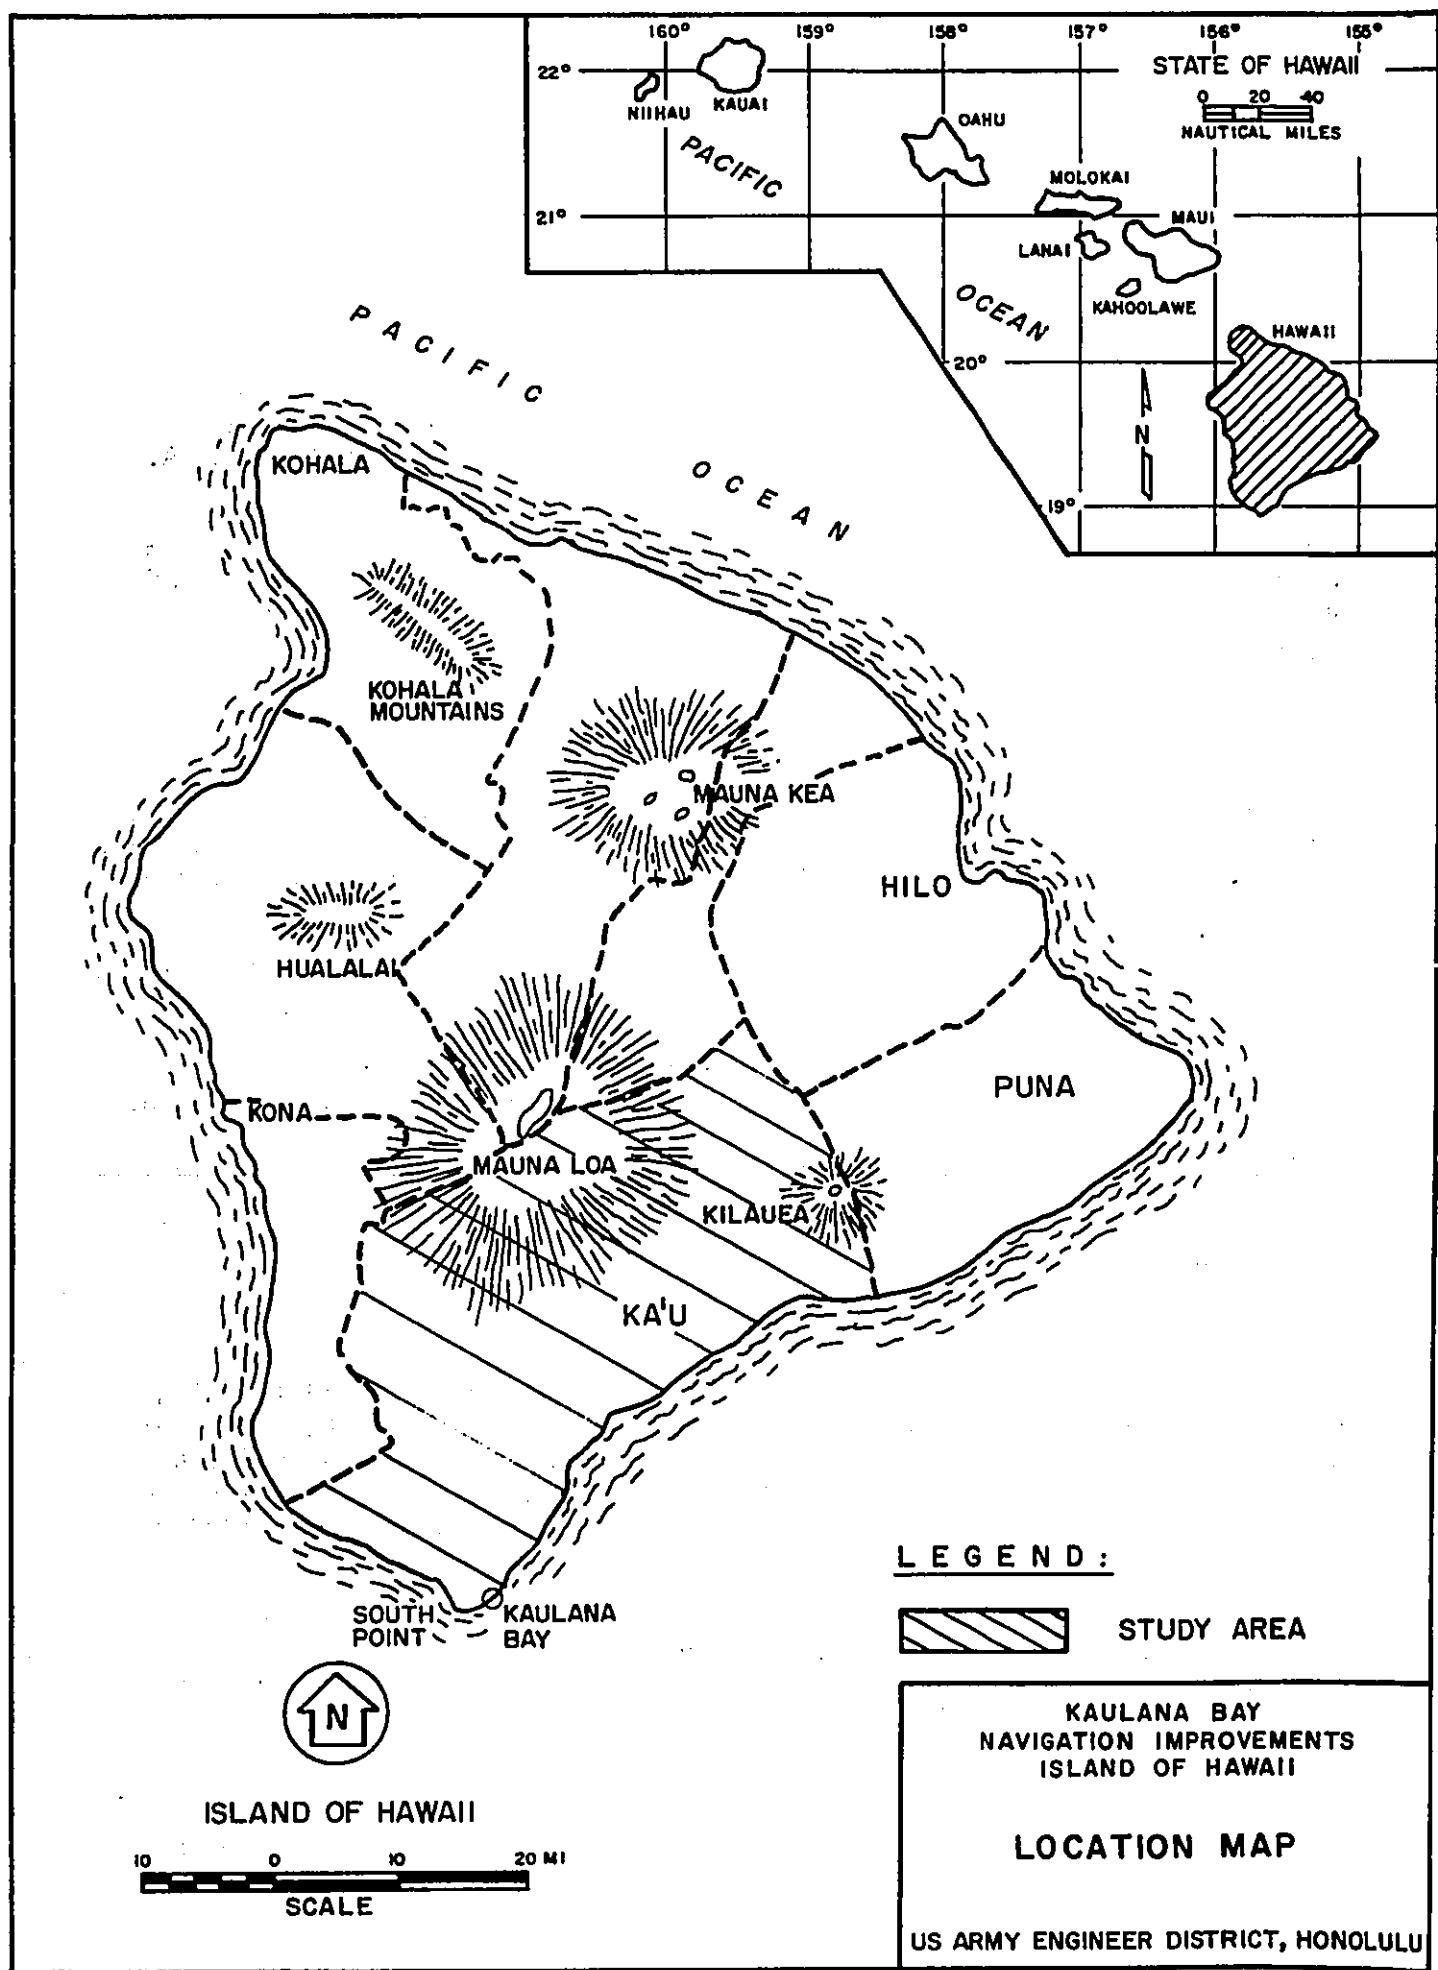 160° 159° 158° 157° 156° 155°
22°
STATE OF HAWAII
0 20 40
NAUTICAL MILES
NIIHAU
KAUAI
OAHU
PACIFIC
MOLOKAI
21°
MAUI
LANAI
KAHOOLAWE
OCEAN
HAWAII
20°
N
19°
PACIFIC
OCEAN
KOHALA
KOHALA
MOUNTAINS
MAUNA KEA
HILO
HUALALAI
PUNA
KONA
MAUNA LOA
KILAUEA
KA'U
SOUTH
POINT
KAULANA
BAY
LEGEND:
STUDY AREA
N
ISLAND OF HAWAII
10 0 10 20 MI
SCALE
KAULANA BAY
NAVIGATION IMPROVEMENTS
ISLAND OF HAWAII
LOCATION MAP
US ARMY ENGINEER DISTRICT, HONOLULU